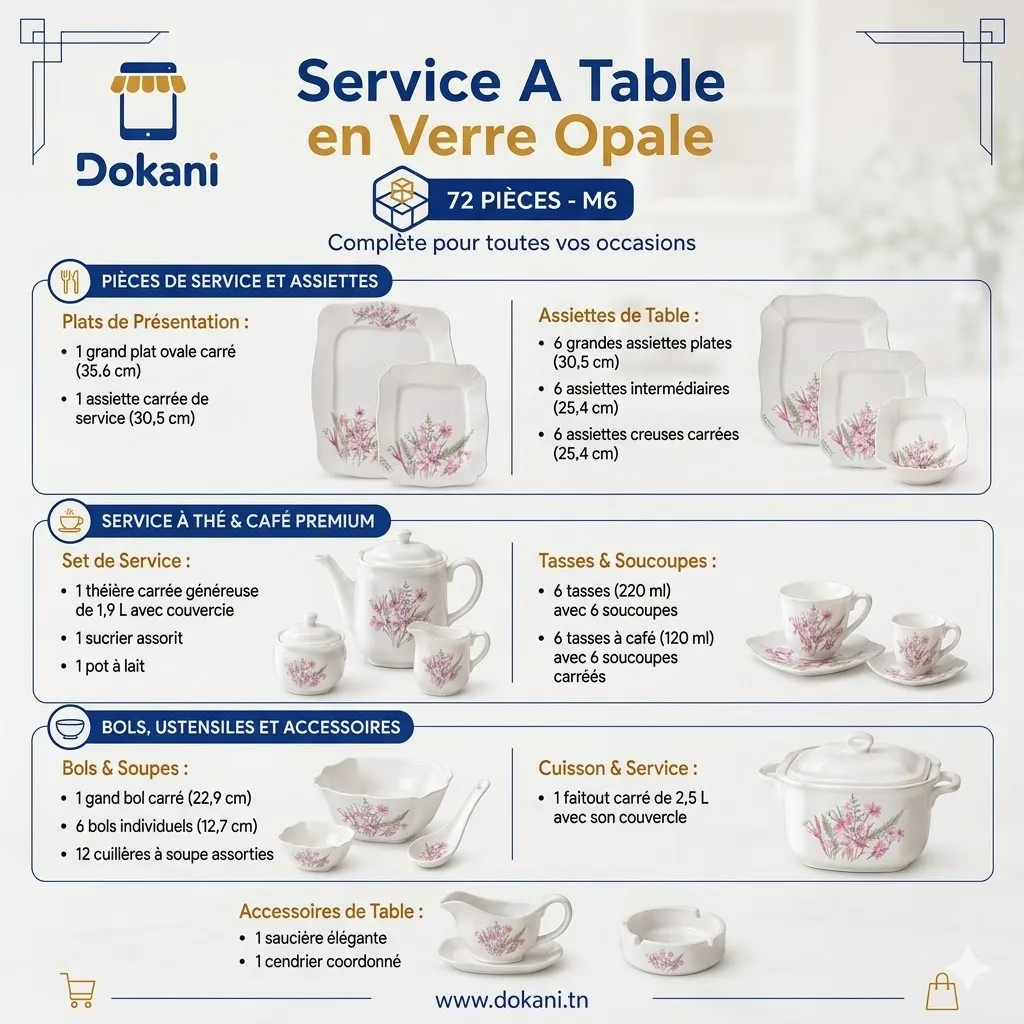 Dokani
Service A Table
en Verre Opale
72 PIÈCES - M6
Complète pour toutes vos occasions
PIÈCES DE SERVICE ET ASSIETTES
Plats de Présentation :
• 1 grand plat ovale carré
(35.6 cm)
• 1 assiette carrée de
service (30,5 cm)
Assiettes de Table :
• 6 grandes assiettes plates
(30,5 cm)
• 6 assiettes intermédiaires
(25,4 cm)
• 6 assiettes creuses carrées
(25,4 cm)
SERVICE À THÉ & CAFÉ PREMIUM
Set de Service :
• 1 théière carrée généreuse
de 1,9 L avec couvercie
• 1 sucrier assorit
• 1 pot à lait
Tasses & Soucoupes :
• 6 tasses (220 ml)
avec 6 soucoupes
• 6 tasses à café (120 ml)
avec 6 soucoupes
carréés
BOLS, USTENSILES ET ACCESSOIRES
Bols & Soupes :
• 1 gand bol carré (22,9 cm)
• 6 bols individuels (12,7 cm)
• 12 cuillères à soupe assorties
Cuisson & Service :
• 1 faitout carré de 2,5 L
avec son couvercle
Accessoires de Table :
• 1 saucière élégante
• 1 cendrier coordonné
www.dokani.tn